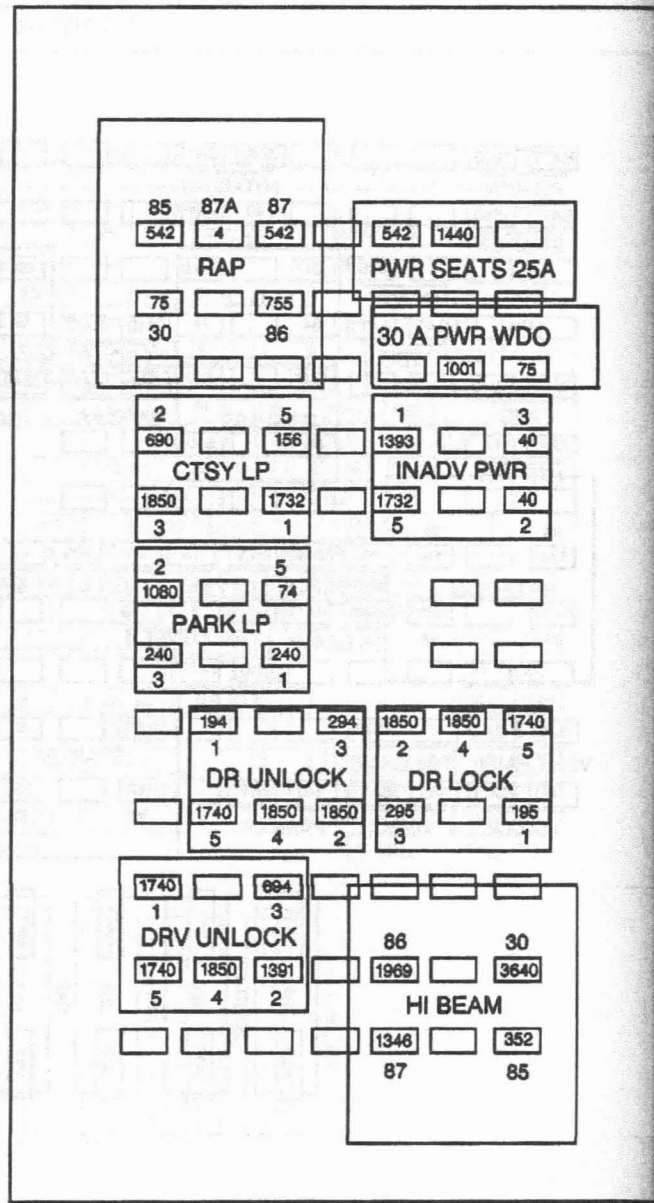 85 87A 87
542 4 542 542 1440
RAP PWR SEATS 25A
75 755
30 86 30 A PWR WDO
1001 75
2 5 1 3
690 156 1393 40
CTSY LP INADV PWR
1850 1732 1732 40
3 1 5 2
2 5
1080 74
PARK LP
240 240
3 1
194 294 1850 1850 1740
1 3 2 4 5
DR UNLOCK DR LOCK
1740 1850 1850 295 195
5 4 2 3 1
1740 694
1 3
DRV UNLOCK 86 30
1740 1850 1391 1969 3640
5 4 2 HI BEAM
1346 352
87 85